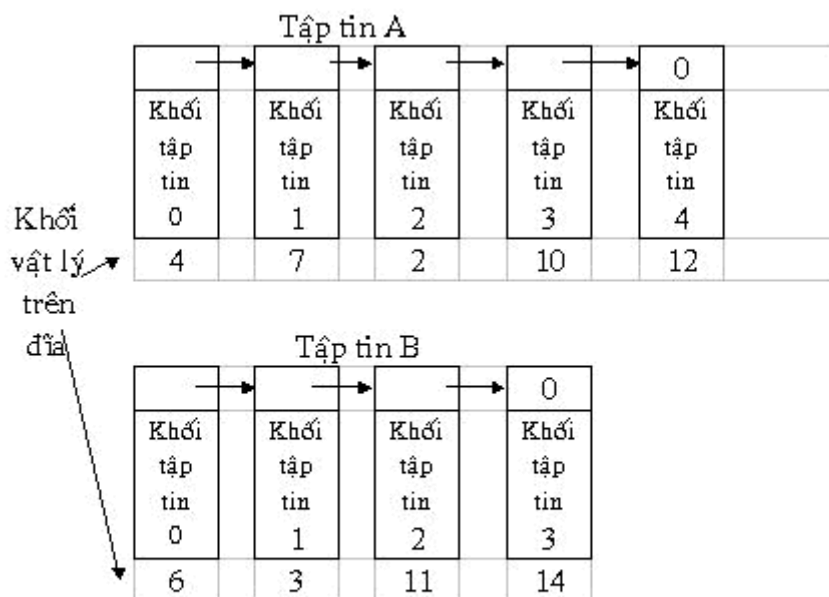 Tập tin A
0
Khối Khối Khối Khối Khối
tập tập tập tập tập
tin tin tin tin tin
0 1 2 3 4
4 7 2 10 12
Khối
vật lý
trên
đĩa
Tập tin B
0
Khối Khối Khối Khối
tập tập tập tập
tin tin tin tin
0 1 2 3
6 3 11 14